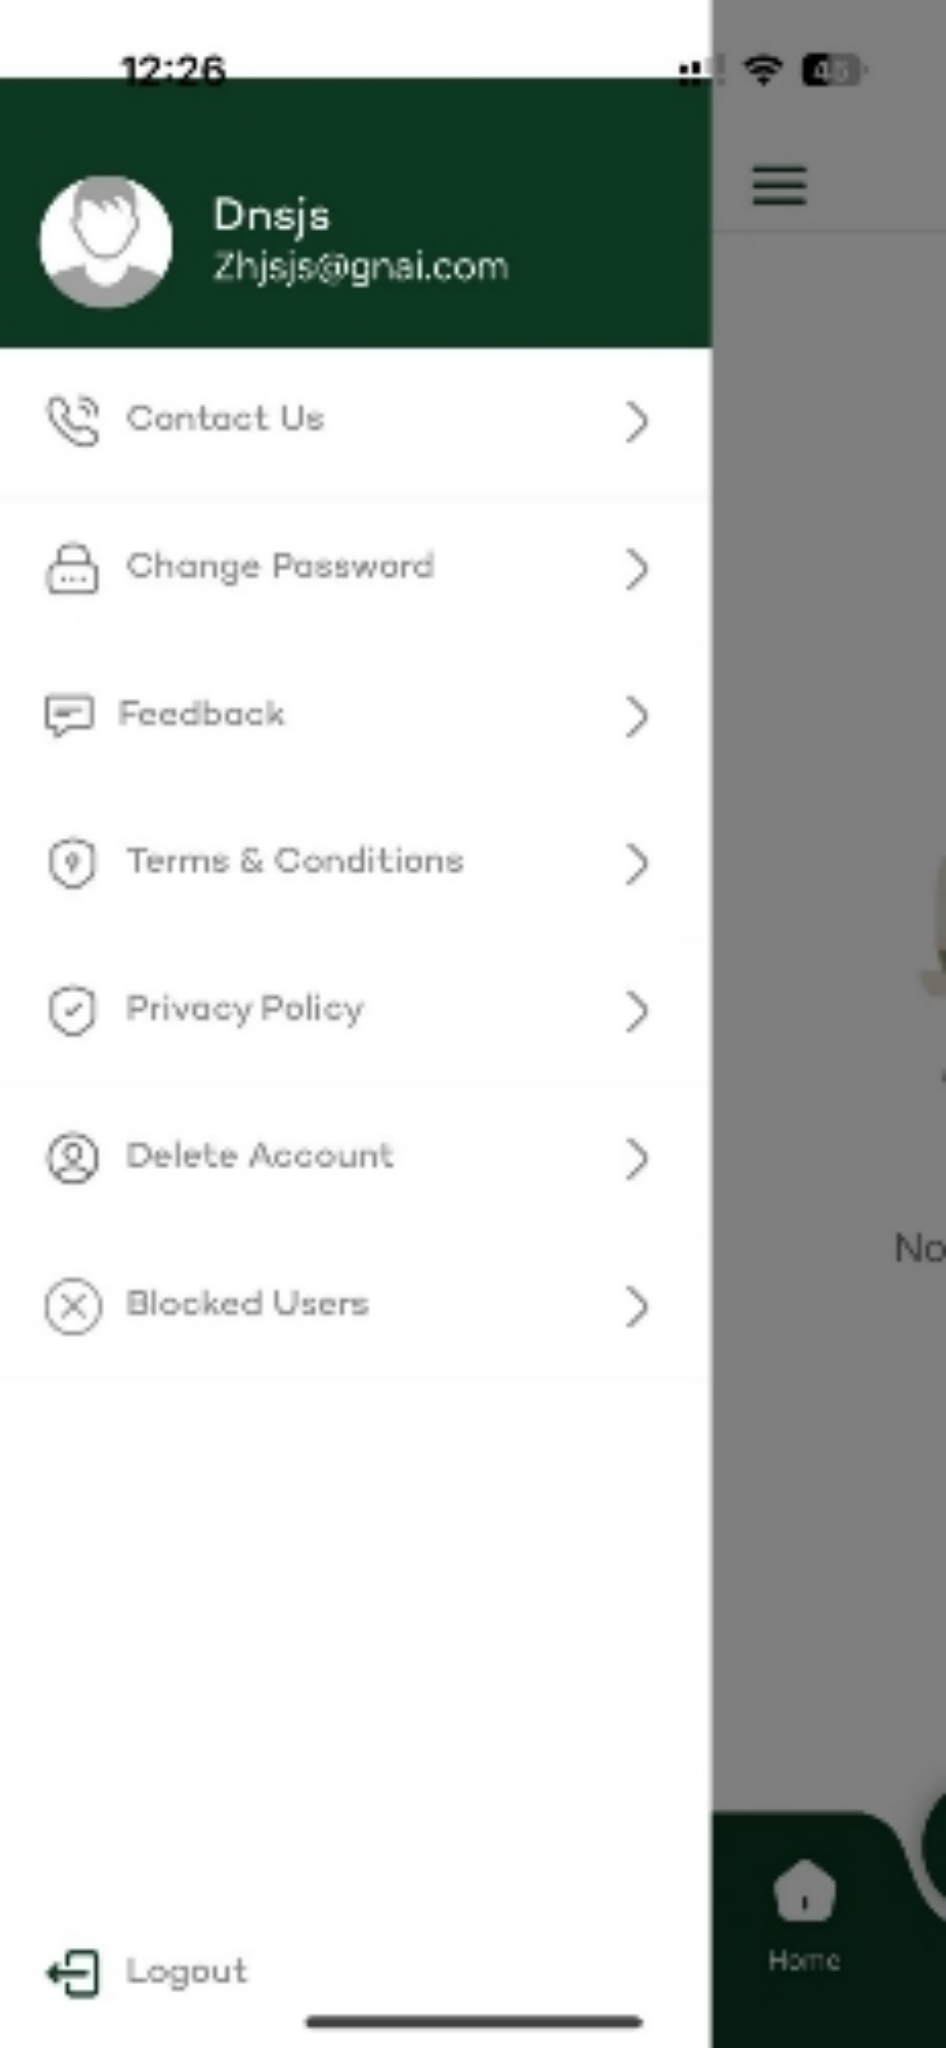 12:26
46
Dnsjs
Zhjsjs@gnai.com
Contact Us
Change Password
Feedback
Terms & Conditions
Privacy Policy
Delete Account
No
Blocked Users
Home
Logout